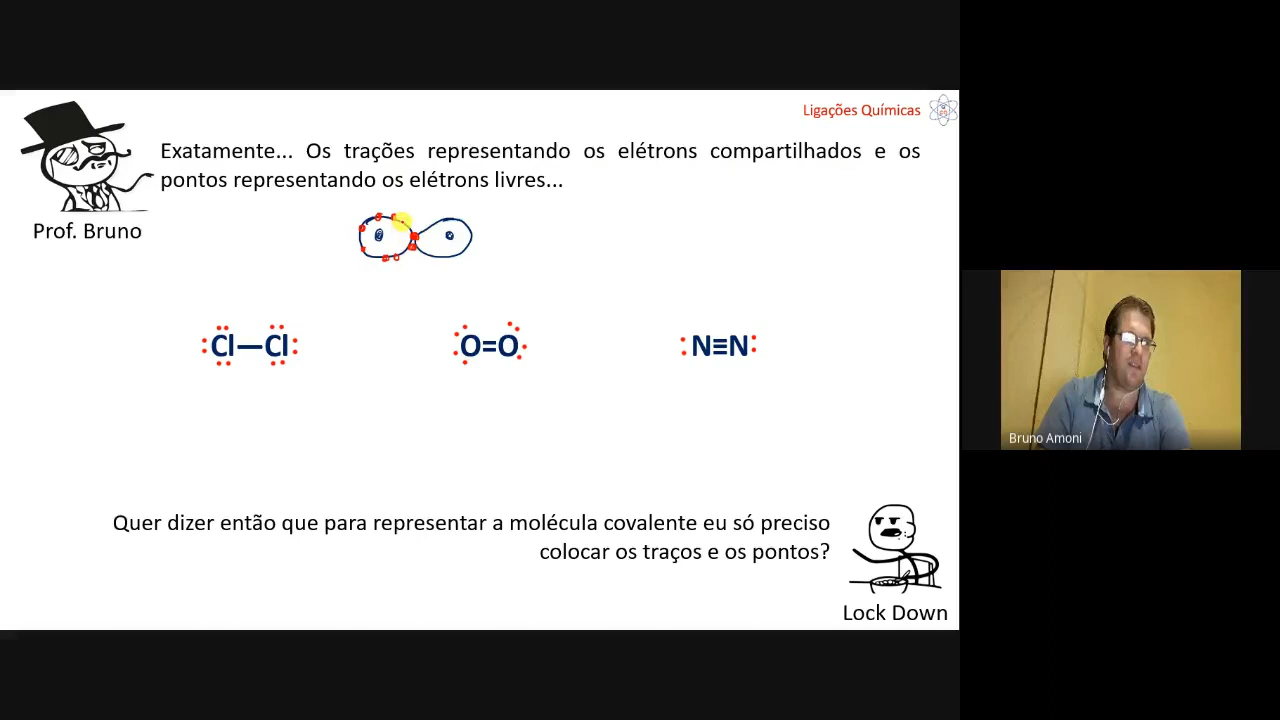 Ligações Químicas
Exatamente... Os trações representando os elétrons compartilhados e os
pontos representando os elétrons livres...
Prof. Bruno
Cl—Cl
O=O
N≡N
Bruno Amoni
Quer dizer então que para representar a molécula covalente eu só preciso
colocar os traços e os pontos?
Lock Down